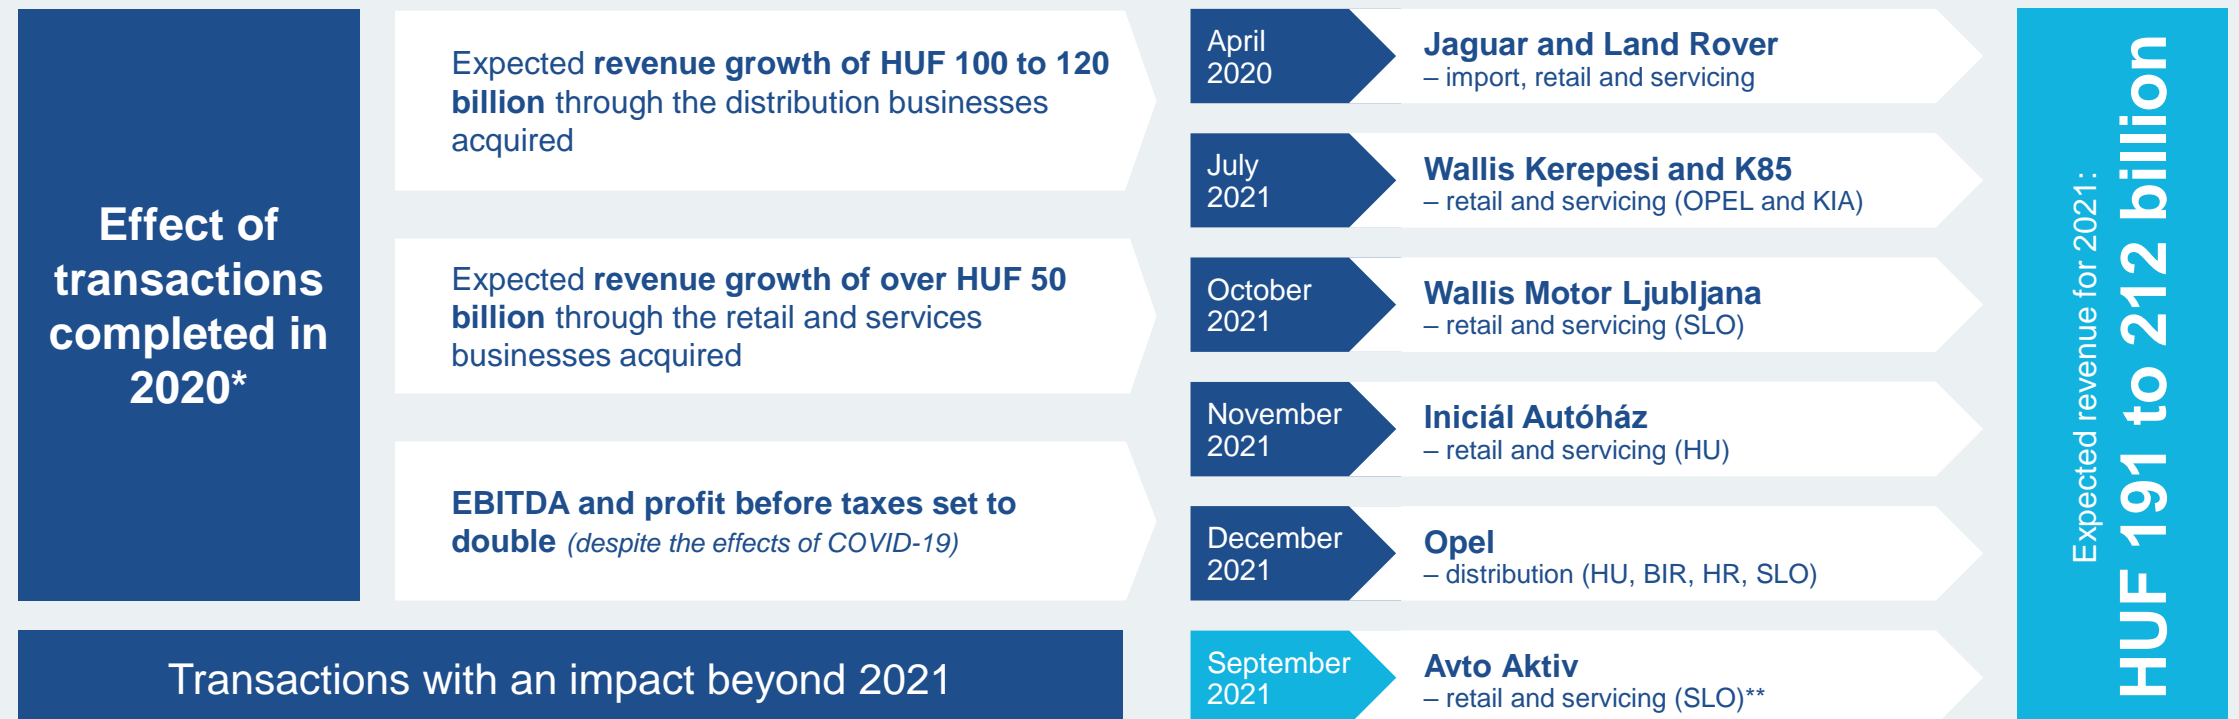 Effect of
transactions
completed in
2020*
Expected revenue growth of HUF 100 to 120
billion through the distribution businesses
acquired
Expected revenue growth of over HUF 50
billion through the retail and services
businesses acquired
EBITDA and profit before taxes set to
double (despite the effects of COVID-19)
Transactions with an impact beyond 2021
April
2020
Jaguar and Land Rover
– import, retail and servicing
July
2021
Wallis Kerepesi and K85
– retail and servicing (OPEL and KIA)
October
2021
Wallis Motor Ljubljana
– retail and servicing (SLO)
November
2021
Iniciál Autóház
– retail and servicing (HU)
December
2021
Opel
– distribution (HU, BIR, HR, SLO)
September
2021
Avto Aktiv
– retail and servicing (SLO)**
Expected revenue for 2021:
HUF 191 to 212 billion